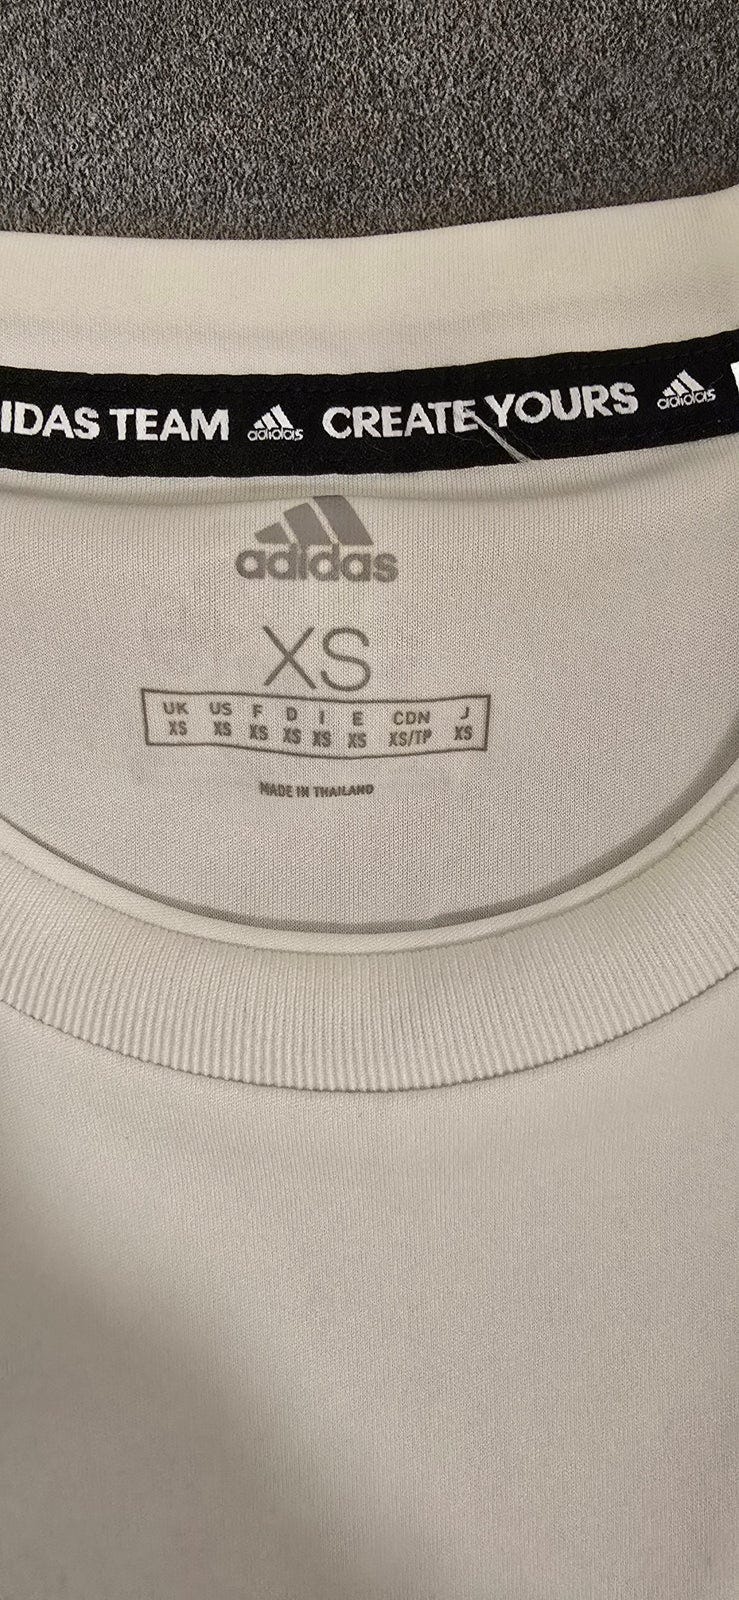 IDAS TEAM adidas CREATE YOURS adidas
adidas
XS
UK US F D I E CDN J
XS XS XS XS XS XS XS/TP XS
MADE IN THAILAND